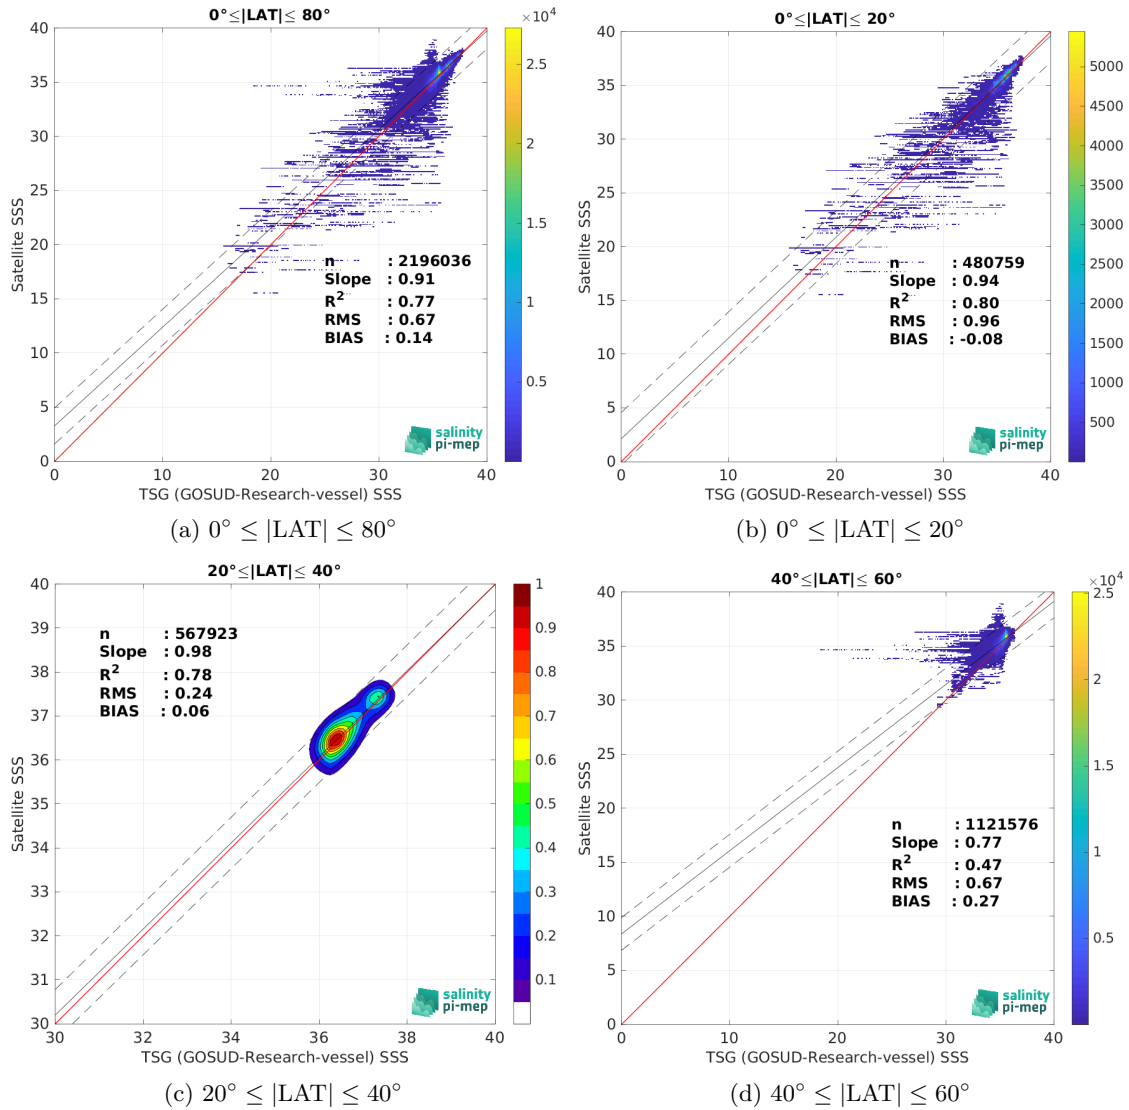 0°≤|LAT|≤ 80°
×10⁴
40
35
30
25
20
15
10
5
0
Satellite SSS
n : 2196036
Slope : 0.91
R² : 0.77
RMS : 0.67
BIAS : 0.14
salinity
pi-mep
0 10 20 30 40
TSG (GOSUD-Research-vessel) SSS
2.5
2
1.5
1
0.5
(a) 0° ≤ |LAT| ≤ 80°
0°≤|LAT|≤ 20°
40
35
30
25
20
15
10
5
0
Satellite SSS
n : 480759
Slope : 0.94
R² : 0.80
RMS : 0.96
BIAS : -0.08
salinity
pi-mep
0 10 20 30 40
TSG (GOSUD-Research-vessel) SSS
5000
4500
4000
3500
3000
2500
2000
1500
1000
500
(b) 0° ≤ |LAT| ≤ 20°
20°≤|LAT|≤ 40°
40
39
38
37
36
35
34
33
32
31
30
Satellite SSS
n : 567923
Slope : 0.98
R² : 0.78
RMS : 0.24
BIAS : 0.06
salinity
pi-mep
30 32 34 36 38 40
TSG (GOSUD-Research-vessel) SSS
1
0.9
0.8
0.7
0.6
0.5
0.4
0.3
0.2
0.1
(c) 20° ≤ |LAT| ≤ 40°
40°≤|LAT|≤ 60°
×10⁴
40
35
30
25
20
15
10
5
0
Satellite SSS
n : 1121576
Slope : 0.77
R² : 0.47
RMS : 0.67
BIAS : 0.27
salinity
pi-mep
0 10 20 30 40
TSG (GOSUD-Research-vessel) SSS
2.5
2
1.5
1
0.5
(d) 40° ≤ |LAT| ≤ 60°